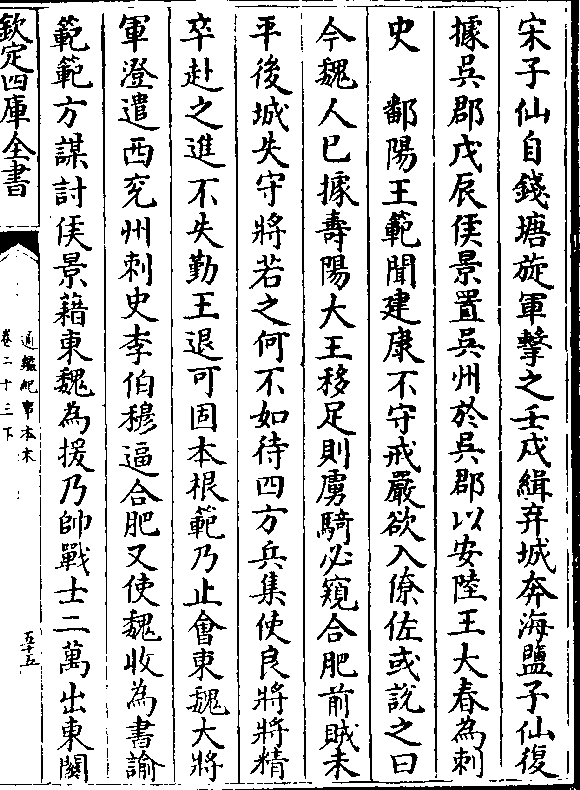 宋子仙自錢塘旋軍擊之壬戌緝弃城奔海鹽子仙復
據吳郡戊辰侯景置吳州於吳郡以安陸王大春為刺
史　鄱陽王範聞建康不守戒嚴欲入僚佐或説之曰
今魏人已據壽陽大王移足則虜騎必窺合肥前賊未
平後城失守將若之何不如待四方兵集使良將將精
卒赴之進不失勤王退可固本根範乃止會東魏大將
軍澄遣西兖州刺史李伯穆逼合肥又使魏收為書諭
範範方謀討侯景藉東魏為援乃帥戰士二萬出東關
欽定四庫全書
通鑑紀事本末
卷二十三下
五十五